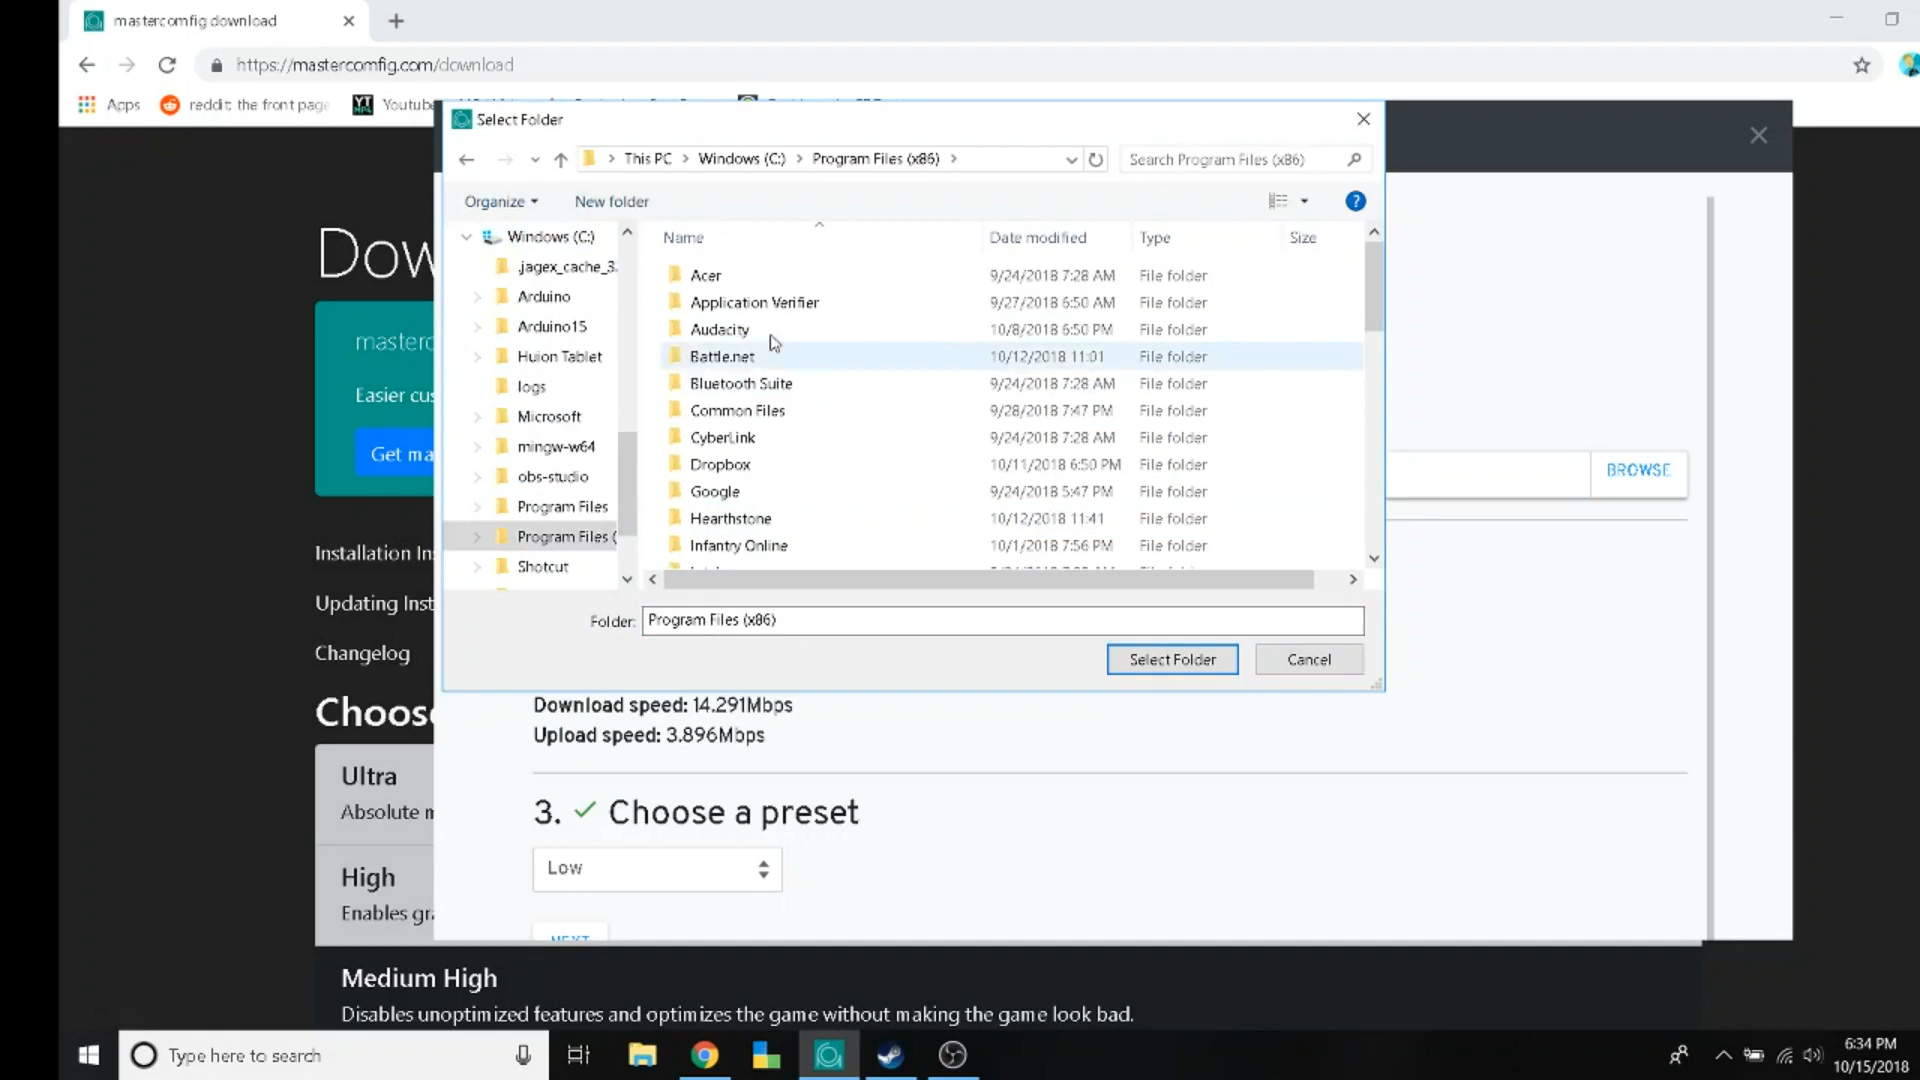 mastercomfig download
https://mastercomfig.com/download
Apps
reddit: the front page
Youtube
Select Folder
This PC > Windows (C:) > Program Files (x86) >
Search Program Files (x86)
Organize
New folder
Windows (C:)
.jagex_cache_3
Arduino
Arduino15
Huion Tablet
logs
Microsoft
mingw-w64
obs-studio
Program Files
Program Files (
Shotcut
Name Date modified Type Size
Acer 9/24/2018 7:28 AM File folder
Application Verifier 9/27/2018 6:50 AM File folder
Audacity 10/8/2018 6:50 PM File folder
Battle.net 10/12/2018 11:01 File folder
Bluetooth Suite 9/24/2018 7:28 AM File folder
Common Files 9/28/2018 7:47 PM File folder
CyberLink 9/24/2018 7:28 AM File folder
Dropbox 10/11/2018 6:50 PM File folder
Google 9/24/2018 5:47 PM File folder
Hearthstone 10/12/2018 11:41 File folder
Infantry Online 10/1/2018 7:56 PM File folder
Folder: Program Files (x86)
Select Folder
Cancel
BROWSE
Dow
masterc
Easier cus
Get ma
Installation In
Updating Inst
Changelog
Choose
Ultra
Absolute m
High
Enables gra
Download speed: 14.291Mbps
Upload speed: 3.896Mbps
3. ✓ Choose a preset
Low
NEXT
Medium High
Disables unoptimized features and optimizes the game without making the game look bad.
Type here to search
6:34 PM
10/15/2018